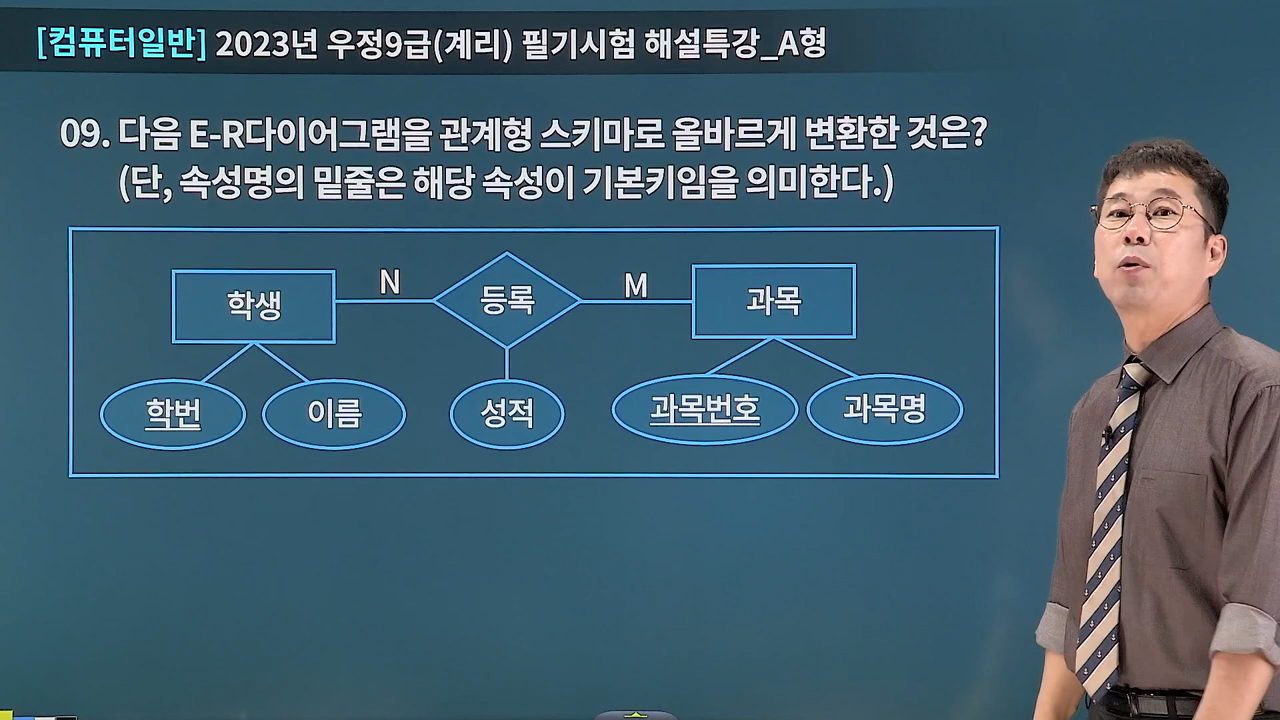 [컴퓨터일반] 2023년 우정9급(계리) 필기시험 해설특강_A형
09. 다음 E-R다이어그램을 관계형 스키마로 올바르게 변환한 것은?
(단, 속성명의 밑줄은 해당 속성이 기본키임을 의미한다.)
학생 N 등록 M 과목
학번 이름 성적 과목번호 과목명